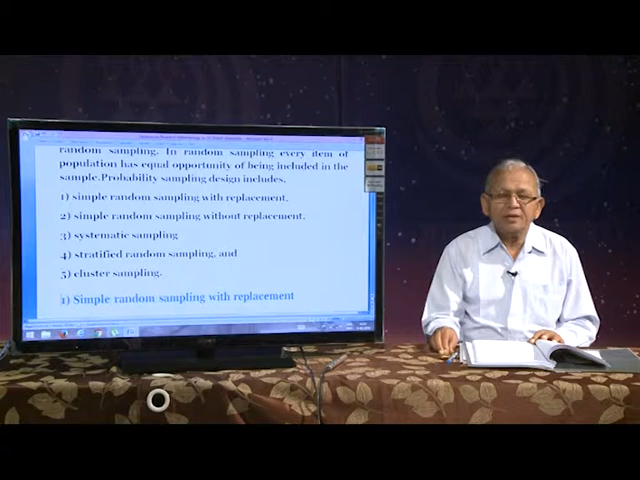 random sampling. In random sampling every item of
population has equal opportunity of being included in the
sample.Probability sampling design includes,
1) simple random sampling with replacement,
2) simple random sampling without replacement,
3) systematic sampling
4) stratified random sampling, and
5) cluster sampling.
1) Simple random sampling with replacement